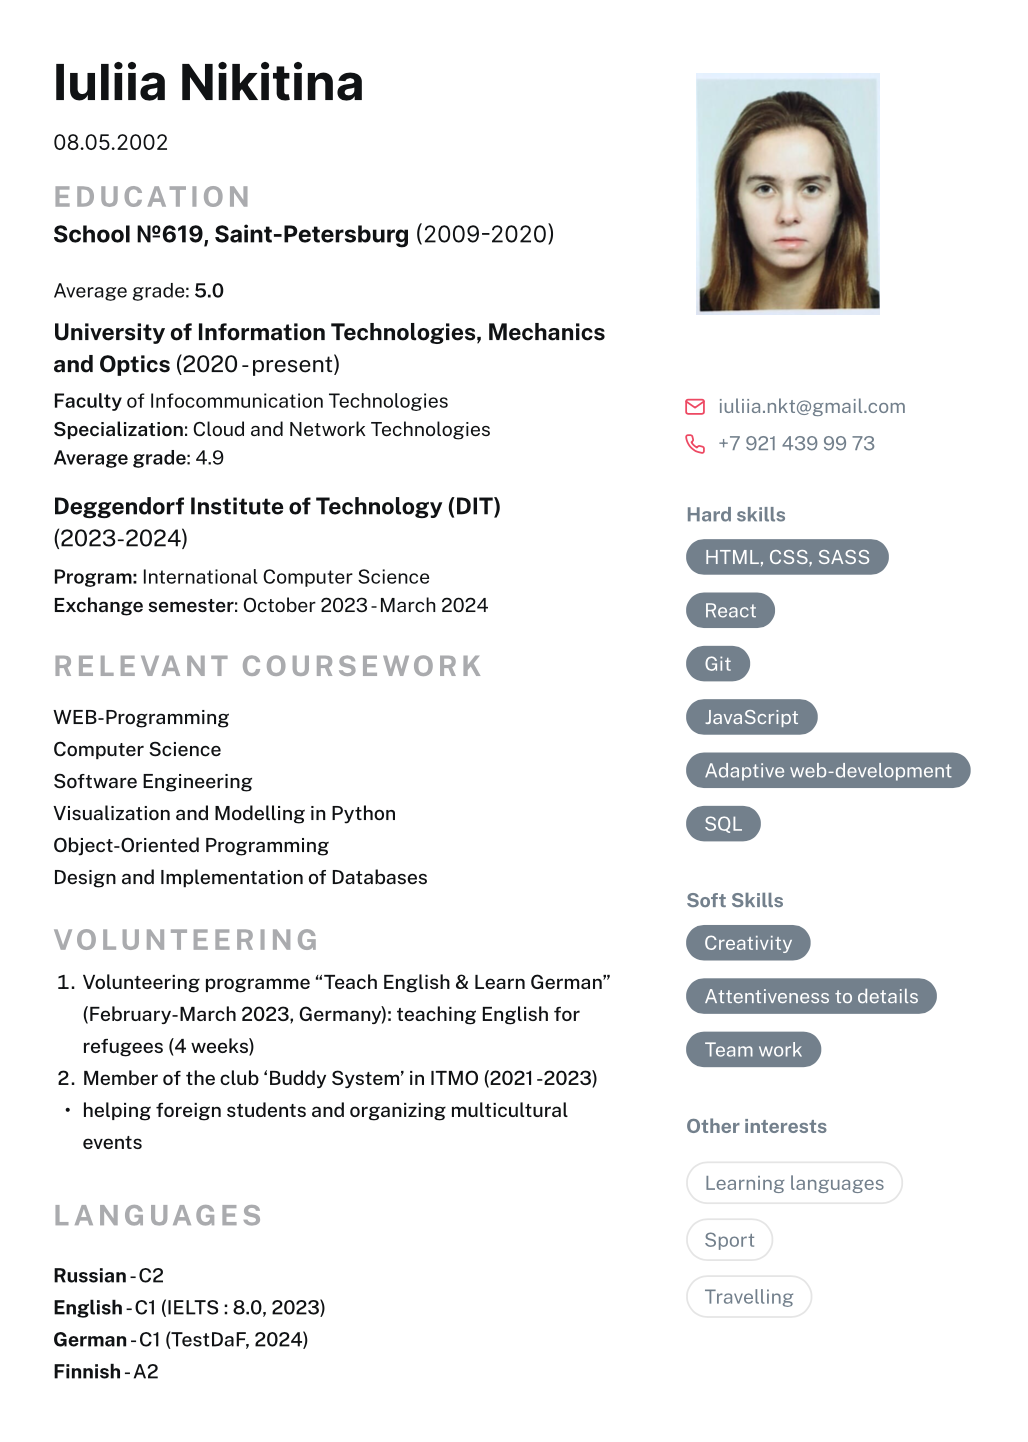 Iuliia Nikitina
08.05.2002
EDUCATION
School №619, Saint-Petersburg (2009-2020)
Average grade: 5.0
University of Information Technologies, Mechanics
and Optics (2020 - present)
Faculty of Infocommunication Technologies
Specialization: Cloud and Network Technologies
Average grade: 4.9
Deggendorf Institute of Technology (DIT)
(2023-2024)
Program: International Computer Science
Exchange semester: October 2023 - March 2024
RELEVANT COURSEWORK
WEB-Programming
Computer Science
Software Engineering
Visualization and Modelling in Python
Object-Oriented Programming
Design and Implementation of Databases
VOLUNTEERING
1. Volunteering programme “Teach English & Learn German”
(February-March 2023, Germany): teaching English for
refugees (4 weeks)
2. Member of the club ‘Buddy System’ in ITMO (2021 -2023)
• helping foreign students and organizing multicultural
events
LANGUAGES
Russian - C2
English - C1 (IELTS : 8.0, 2023)
German - C1 (TestDaF, 2024)
Finnish - A2
iuliia.nkt@gmail.com
+7 921 439 99 73
Hard skills
HTML, CSS, SASS
React
Git
JavaScript
Adaptive web-development
SQL
Soft Skills
Creativity
Attentiveness to details
Team work
Other interests
Learning languages
Sport
Travelling